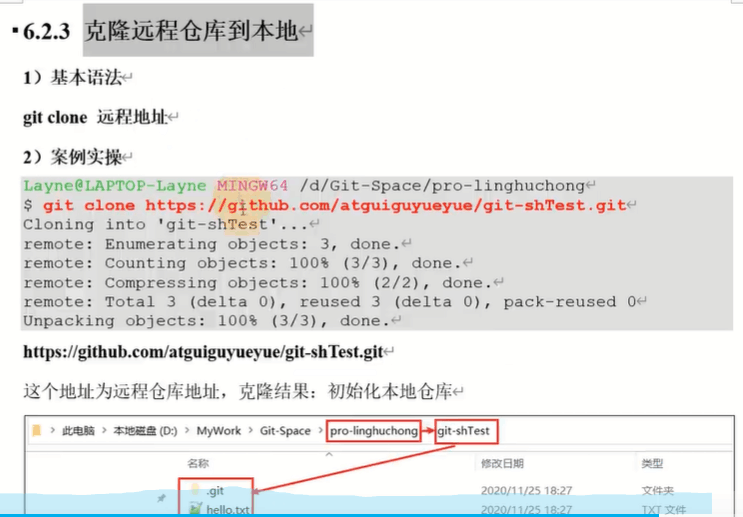 ▪6.2.3 克隆远程仓库到本地↵
1）基本语法↵
git clone 远程地址↵
2）案例实操↵
Layne@LAPTOP-Layne MINGW64 /d/Git-Space/pro-linghuchong↵
$ git clone https://github.com/atguiguyueyue/git-shTest.git↵
Cloning into 'git-shTest'...↵
remote: Enumerating objects: 3, done.↵
remote: Counting objects: 100% (3/3), done.↵
remote: Compressing objects: 100% (2/2), done.↵
remote: Total 3 (delta 0), reused 3 (delta 0), pack-reused 0↵
Unpacking objects: 100% (3/3), done.↵
https://github.com/atguiguyueyue/git-shTest.git↵
这个地址为远程仓库地址，克隆结果：初始化本地仓库↵
> 此电脑 > 本地磁盘 (D:) > MyWork > Git-Space > pro-linghuchong > git-shTest
名称 修改日期 类型
.git 2020/11/25 18:27 文件夹
hello.txt 2020/11/25 18:27 TXT 文件